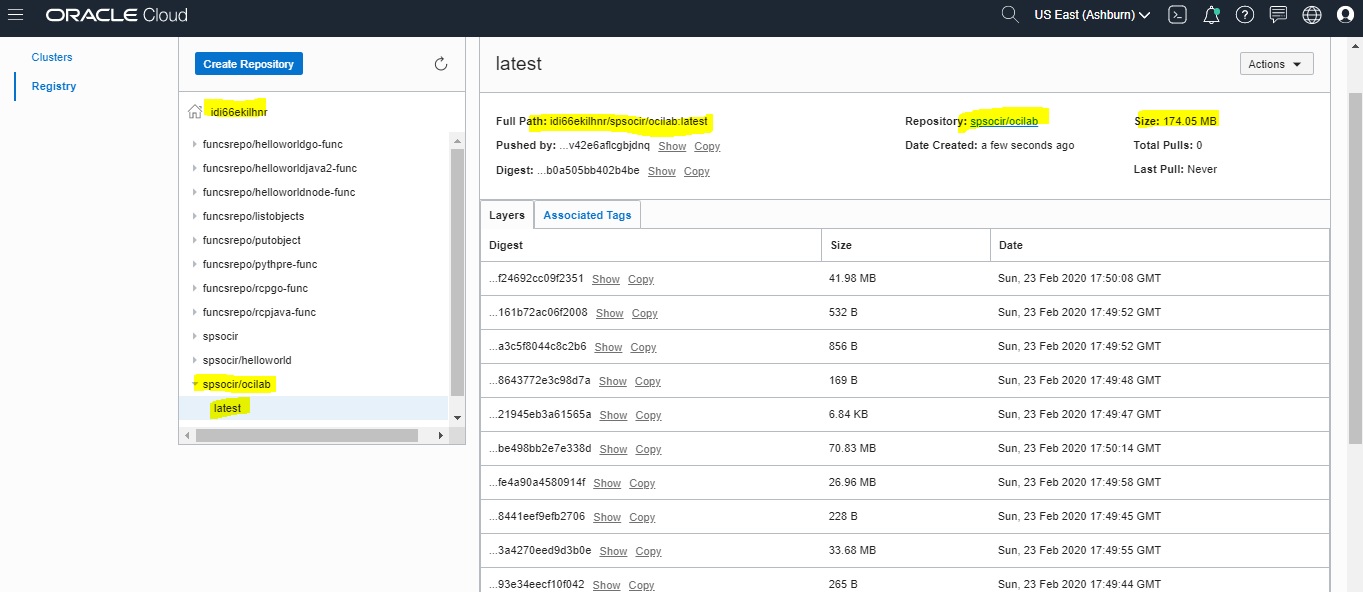 ORACLE Cloud
US East (Ashburn)
Clusters
Registry
Create Repository
idi66ekilhnr
funcsrepo/helloworldgo-func
funcsrepo/helloworldjava2-func
funcsrepo/helloworldnode-func
funcsrepo/listobjects
funcsrepo/putobject
funcsrepo/pythpre-func
funcsrepo/rcpgo-func
funcsrepo/rcpjava-func
spsocir
spsocir/helloworld
spsocir/ocilab
latest
latest
Actions
Full Path: idi66ekilhnr/spsocir/ocilab:latest
Pushed by: ...v42e6aflcgbjdnq Show Copy
Digest: ...b0a505bb402b4be Show Copy
Repository: spsocir/ocilab
Date Created: a few seconds ago
Size: 174.05 MB
Total Pulls: 0
Last Pull: Never
Layers Associated Tags
Digest Size Date
...f24692cc09f2351 Show Copy 41.98 MB Sun, 23 Feb 2020 17:50:08 GMT
...161b72ac06f2008 Show Copy 532 B Sun, 23 Feb 2020 17:49:52 GMT
...a3c5f8044c8c2b6 Show Copy 856 B Sun, 23 Feb 2020 17:49:52 GMT
...8643772e3c98d7a Show Copy 169 B Sun, 23 Feb 2020 17:49:48 GMT
...21945eb3a61565a Show Copy 6.84 KB Sun, 23 Feb 2020 17:49:47 GMT
...be498bb2e7e338d Show Copy 70.83 MB Sun, 23 Feb 2020 17:50:14 GMT
...fe4a90a4580914f Show Copy 26.96 MB Sun, 23 Feb 2020 17:49:58 GMT
...8441eef9efb2706 Show Copy 228 B Sun, 23 Feb 2020 17:49:45 GMT
...3a4270eed9d3b0e Show Copy 33.68 MB Sun, 23 Feb 2020 17:49:55 GMT
...93e34eecf10f042 Show Copy 265 B Sun, 23 Feb 2020 17:49:44 GMT